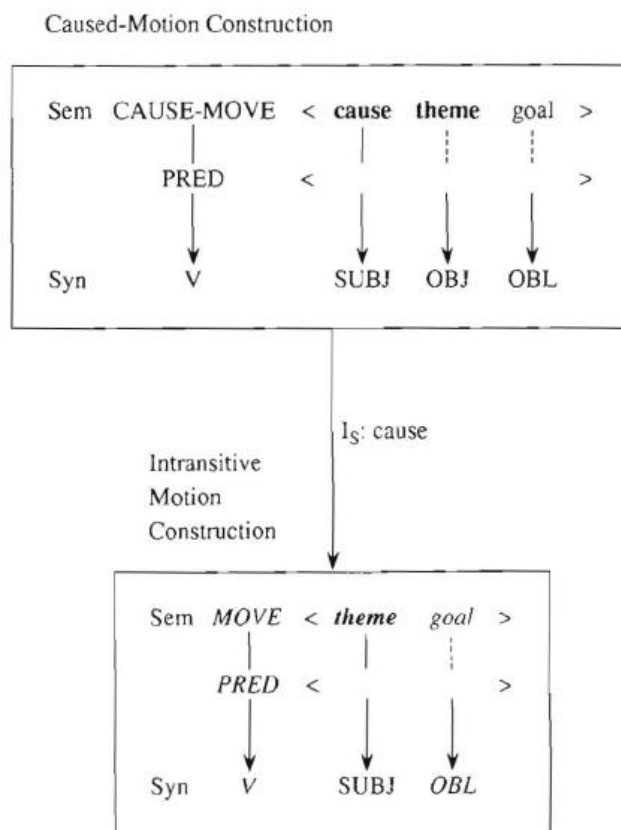 Caused-Motion Construction
Sem CAUSE-MOVE < cause theme goal >
PRED < >
Syn V SUBJ OBJ OBL
I_S: cause
Intransitive
Motion
Construction
Sem MOVE < theme goal >
PRED < >
Syn V SUBJ OBL